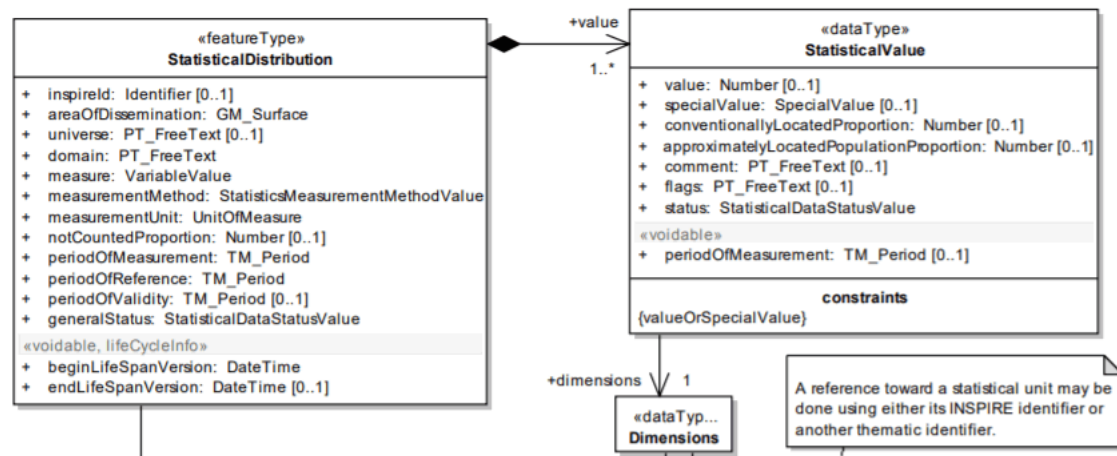 «featureType»
StatisticalDistribution
+ inspireId: Identifier [0..1]
+ areaOfDissemination: GM_Surface
+ universe: PT_FreeText [0..1]
+ domain: PT_FreeText
+ measure: VariableValue
+ measurementMethod: StatisticsMeasurementMethodValue
+ measurementUnit: UnitOfMeasure
+ notCountedProportion: Number [0..1]
+ periodOfMeasurement: TM_Period
+ periodOfReference: TM_Period
+ periodOfValidity: TM_Period [0..1]
+ generalStatus: StatisticalDataStatusValue
«voidable, lifeCycleInfo»
+ beginLifeSpanVersion: DateTime
+ endLifeSpanVersion: DateTime [0..1]
+value
1..*
«dataType»
StatisticalValue
+ value: Number [0..1]
+ specialValue: SpecialValue [0..1]
+ conventionallyLocatedProportion: Number [0..1]
+ approximatelyLocatedPopulationProportion: Number [0..1]
+ comment: PT_FreeText [0..1]
+ flags: PT_FreeText [0..1]
+ status: StatisticalDataStatusValue
«voidable»
+ periodOfMeasurement: TM_Period [0..1]
constraints
{valueOrSpecialValue}
+dimensions 1
«dataTyp...
Dimensions
A reference toward a statistical unit may be
done using either its INSPIRE identifier or
another thematic identifier.